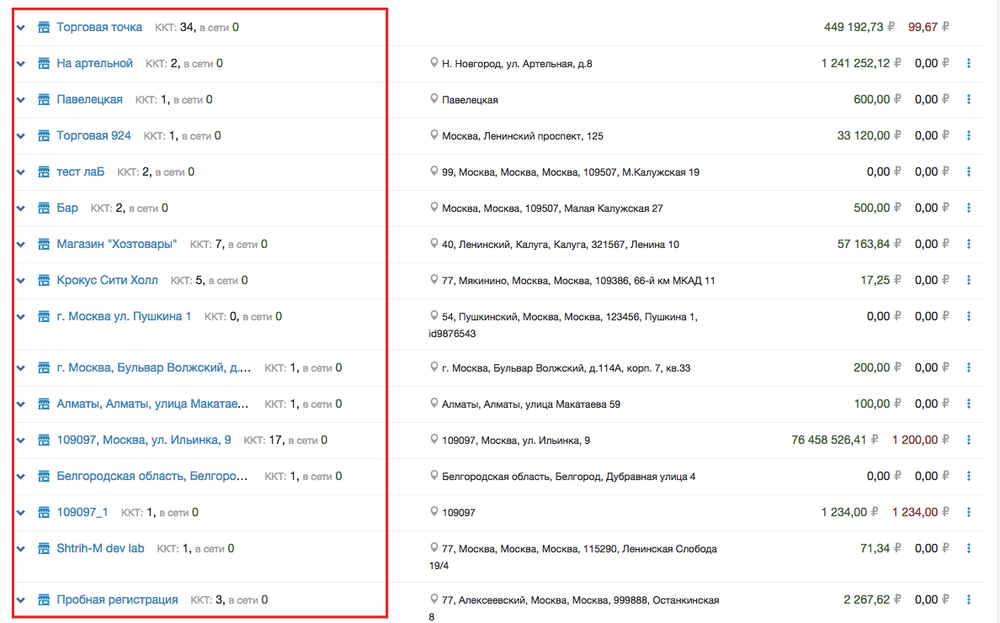 Торговая точка ККТ: 34, в сети 0 449 192,73 ₽ 99,67 ₽
На артельной ККТ: 2, в сети 0 Н. Новгород, ул. Артельная, д.8 1 241 252,12 ₽ 0,00 ₽
Павелецкая ККТ: 1, в сети 0 Павелецкая 600,00 ₽ 0,00 ₽
Торговая 924 ККТ: 1, в сети 0 Москва, Ленинский проспект, 125 33 120,00 ₽ 0,00 ₽
тест лаБ ККТ: 2, в сети 0 99, Москва, Москва, Москва, 109507, М.Калужская 19 0,00 ₽ 0,00 ₽
Бар ККТ: 2, в сети 0 Москва, Москва, 109507, Малая Калужская 27 500,00 ₽ 0,00 ₽
Магазин "Хозтовары" ККТ: 7, в сети 0 40, Ленинский, Калуга, Калуга, 321567, Ленина 10 57 163,84 ₽ 0,00 ₽
Крокус Сити Холл ККТ: 5, в сети 0 77, Мякинино, Москва, Москва, 109386, 66-й км МКАД 11 17,25 ₽ 0,00 ₽
г. Москва ул. Пушкина 1 ККТ: 0, в сети 0 54, Пушкинский, Москва, Москва, 123456, Пушкина 1, 0,00 ₽ 0,00 ₽
id9876543
г. Москва, Бульвар Волжский, д.... ККТ: 1, в сети 0 г. Москва, Бульвар Волжский, д.114А, корп. 7, кв.33 200,00 ₽ 0,00 ₽
Алматы, Алматы, улица Макатае... ККТ: 1, в сети 0 Алматы, Алматы, улица Макатаева 59 100,00 ₽ 0,00 ₽
109097, Москва, ул. Ильинка, 9 ККТ: 17, в сети 0 109097, Москва, ул. Ильинка, 9 76 458 526,41 ₽ 1 200,00 ₽
Белгородская область, Белгоро... ККТ: 1, в сети 0 Белгородская область, Белгород, Дубравная улица 4 0,00 ₽ 0,00 ₽
109097_1 ККТ: 1, в сети 0 109097 1 234,00 ₽ 1 234,00 ₽
Shtrih-M dev lab ККТ: 1, в сети 0 77, Москва, Москва, Москва, 115290, Ленинская Слобода 71,34 ₽ 0,00 ₽
19/4
Пробная регистрация ККТ: 3, в сети 0 77, Алексеевский, Москва, Москва, 999888, Останкинская 2 267,62 ₽ 0,00 ₽
8